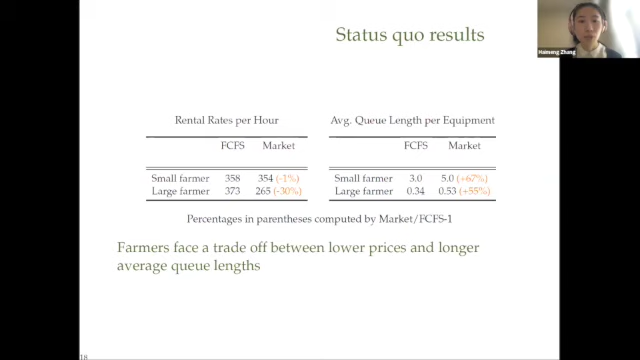 Status quo results
Haimeng Zhang
Rental Rates per Hour
FCFS Market
Small farmer 358 354 (-1%)
Large farmer 373 265 (-30%)
Avg. Queue Length per Equipment
FCFS Market
Small farmer 3.0 5.0 (+67%)
Large farmer 0.34 0.53 (+55%)
Percentages in parentheses computed by Market/FCFS-1
Farmers face a trade off between lower prices and longer
average queue lengths
18